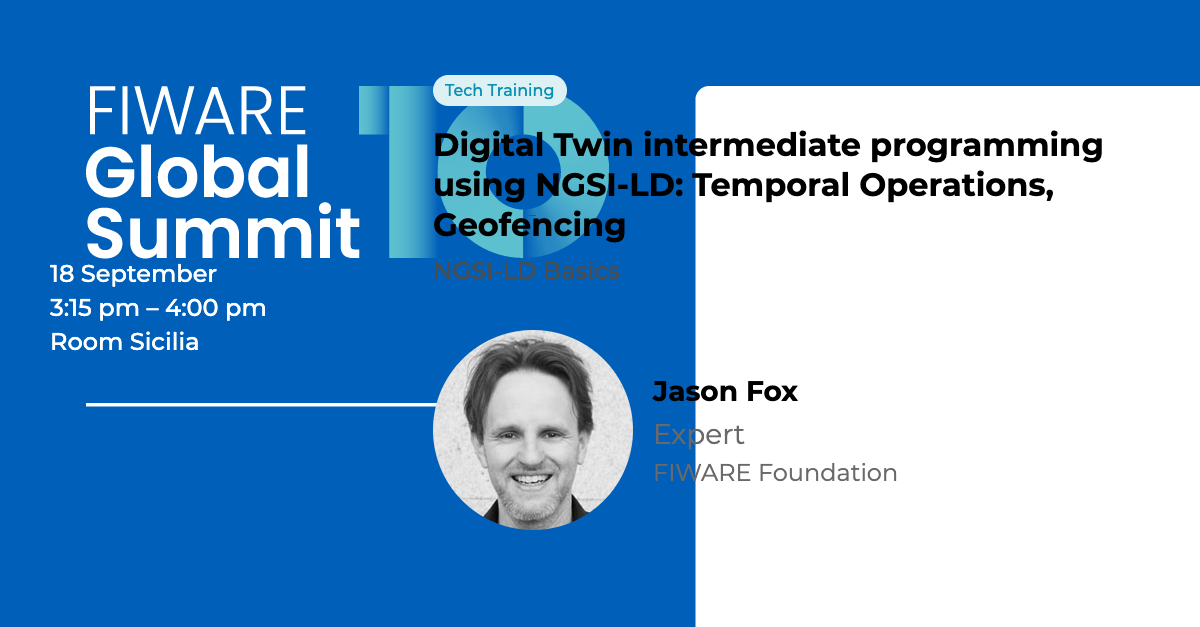 FIWARE
Global
Summit
10
18 September
3:15 pm – 4:00 pm
Room Sicilia
Tech Training
Digital Twin intermediate programming
using NGSI-LD: Temporal Operations,
Geofencing
NGSI-LD Basics
Jason Fox
Expert
FIWARE Foundation